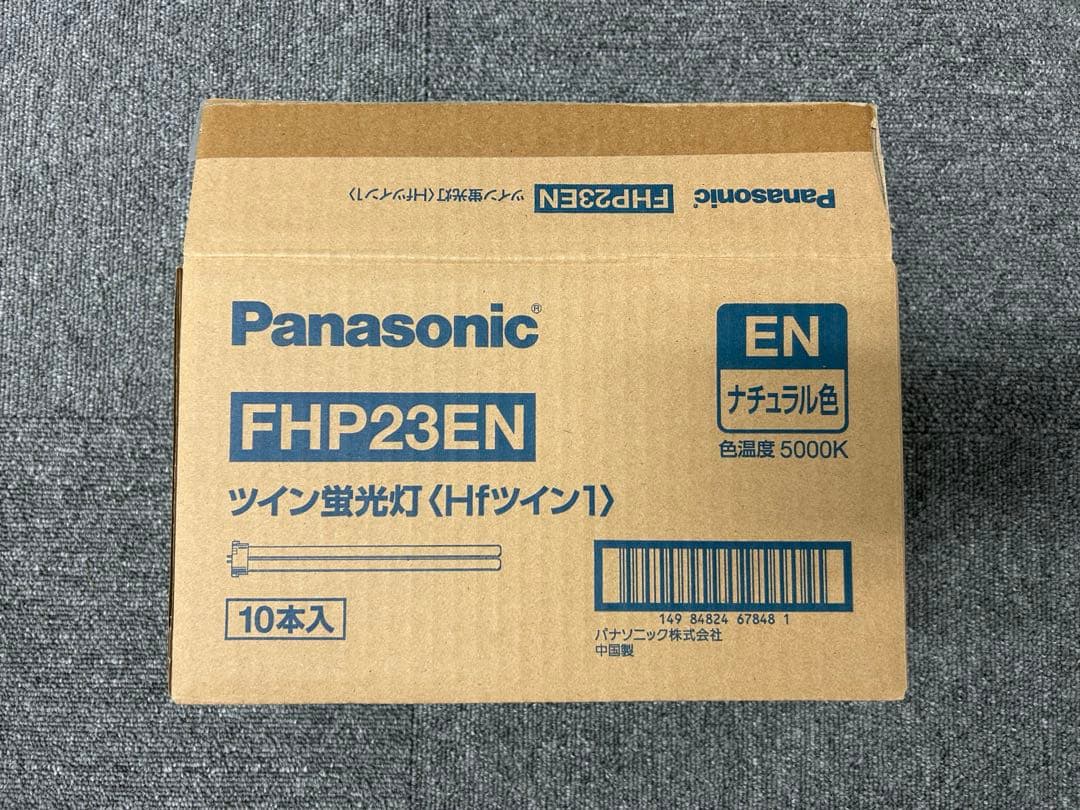 Panasonic FHP23EN ツイン蛍光灯〈Hfツイン1〉
Panasonic®
FHP23EN
ツイン蛍光灯〈Hfツイン1〉
10本入
EN
ナチュラル色
色温度 5000K
149 84824 67848 1
パナソニック株式会社
中国製